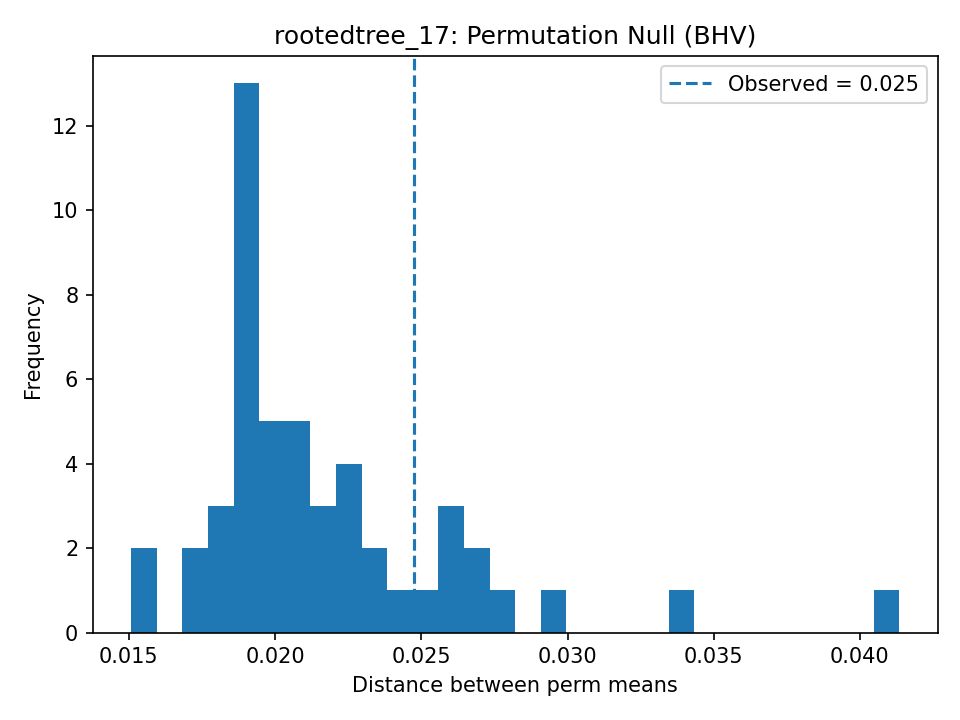 rootedtree_17: Permutation Null (BHV)
Observed = 0.025
12
10
8
6
4
2
0
Frequency
0.015 0.020 0.025 0.030 0.035 0.040
Distance between perm means